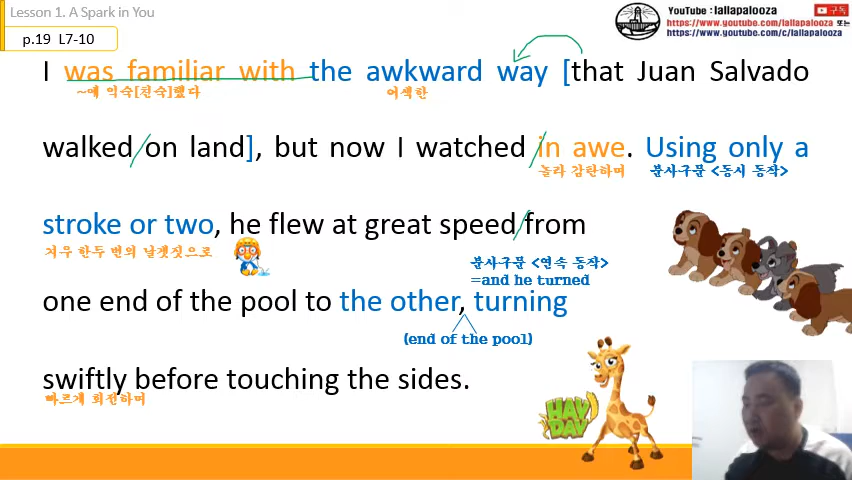 Lesson 1. A Spark in You
p.19 L7-10
YouTube : lallapalooza 구독
https://www.youtube.com/lallapalooza 또는
https://www.youtube.com/c/lallapalooza
I was familiar with the awkward way [that Juan Salvado
~에 익숙[친숙]했다 어색한
walked on land], but now I watched in awe. Using only a
놀라 감탄하며 분사구문 <동시 동작>
stroke or two, he flew at great speed from
겨우 한두 번의 날갯짓으로
분사구문 <연속 동작>
=and he turned
one end of the pool to the other, turning
(end of the pool)
swiftly before touching the sides.
빠르게 회전하며
HAY
DAY